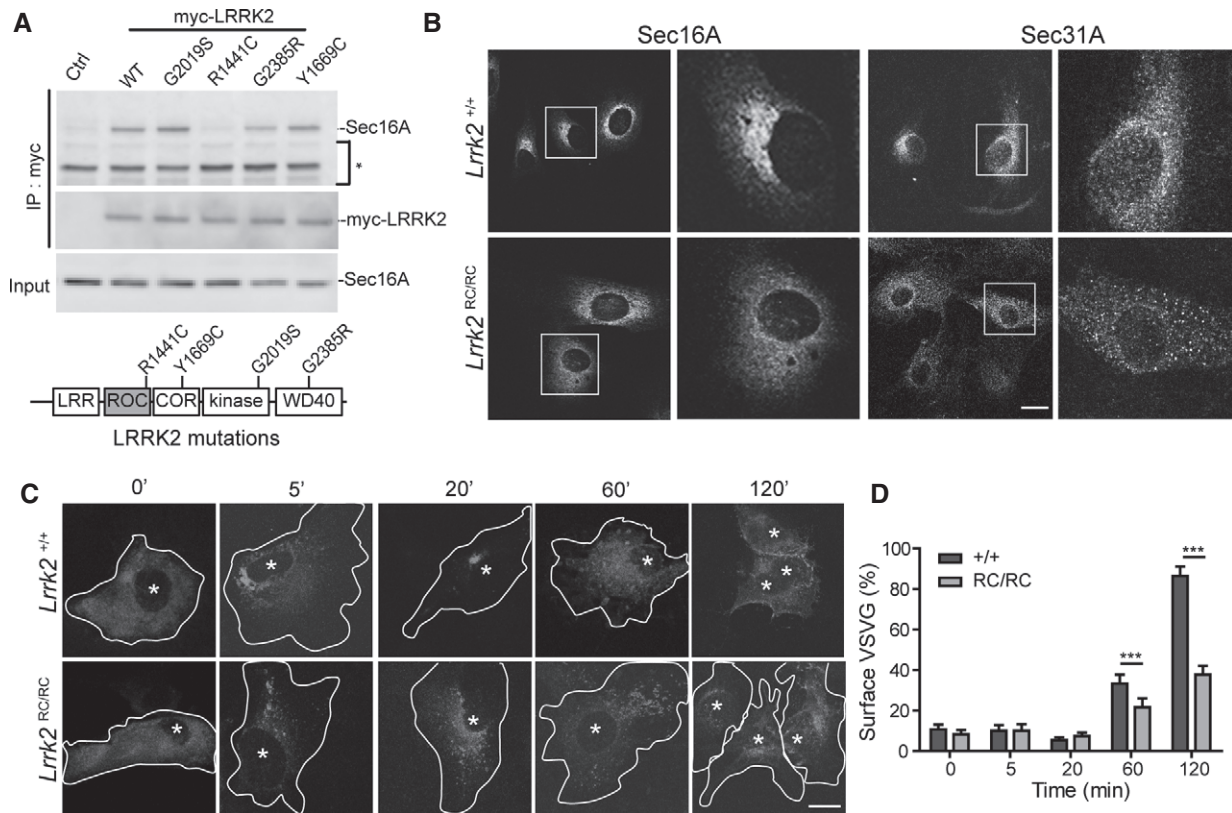 A
myc-LRRK2
Ctrl
WT
G2019S
R1441C
G2385R
Y1669C
IP : myc
-Sec16A
*
-myc-LRRK2
Input
-Sec16A
R1441C
Y1669C
G2019S
G2385R
LRR ROC COR kinase WD40
LRRK2 mutations
B
Sec16A Sec31A
Lrrk2 +/+
Lrrk2 RC/RC
C
0' 5' 20' 60' 120'
Lrrk2 +/+
* * * * * * *
Lrrk2 RC/RC
* * * * * * *
D
Surface VSVG (%)
100
80
60
40
20
0
+/+
RC/RC
***
***
0 5 20 60 120
Time (min)